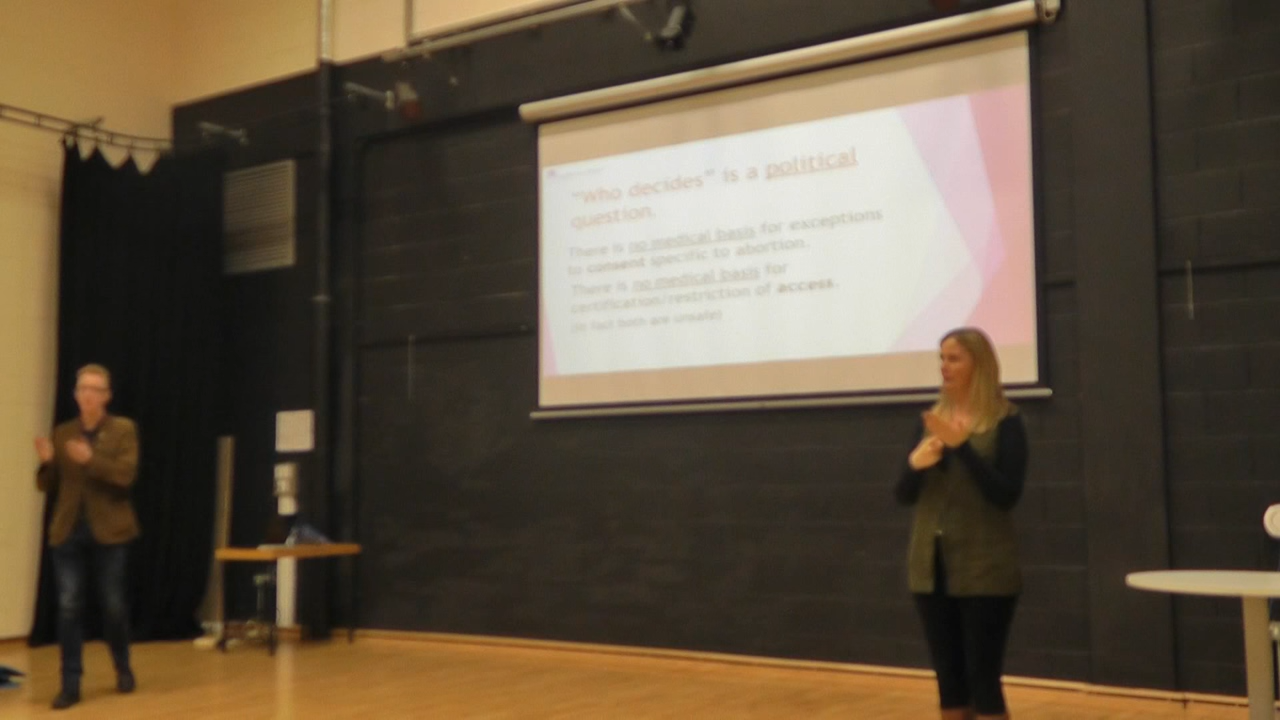 "Who decides" is a political
question.
There is no medical basis for exceptions
to consent specific to abortion.
There is no medical basis for
certification/restriction of access.
(in fact both are unsafe)